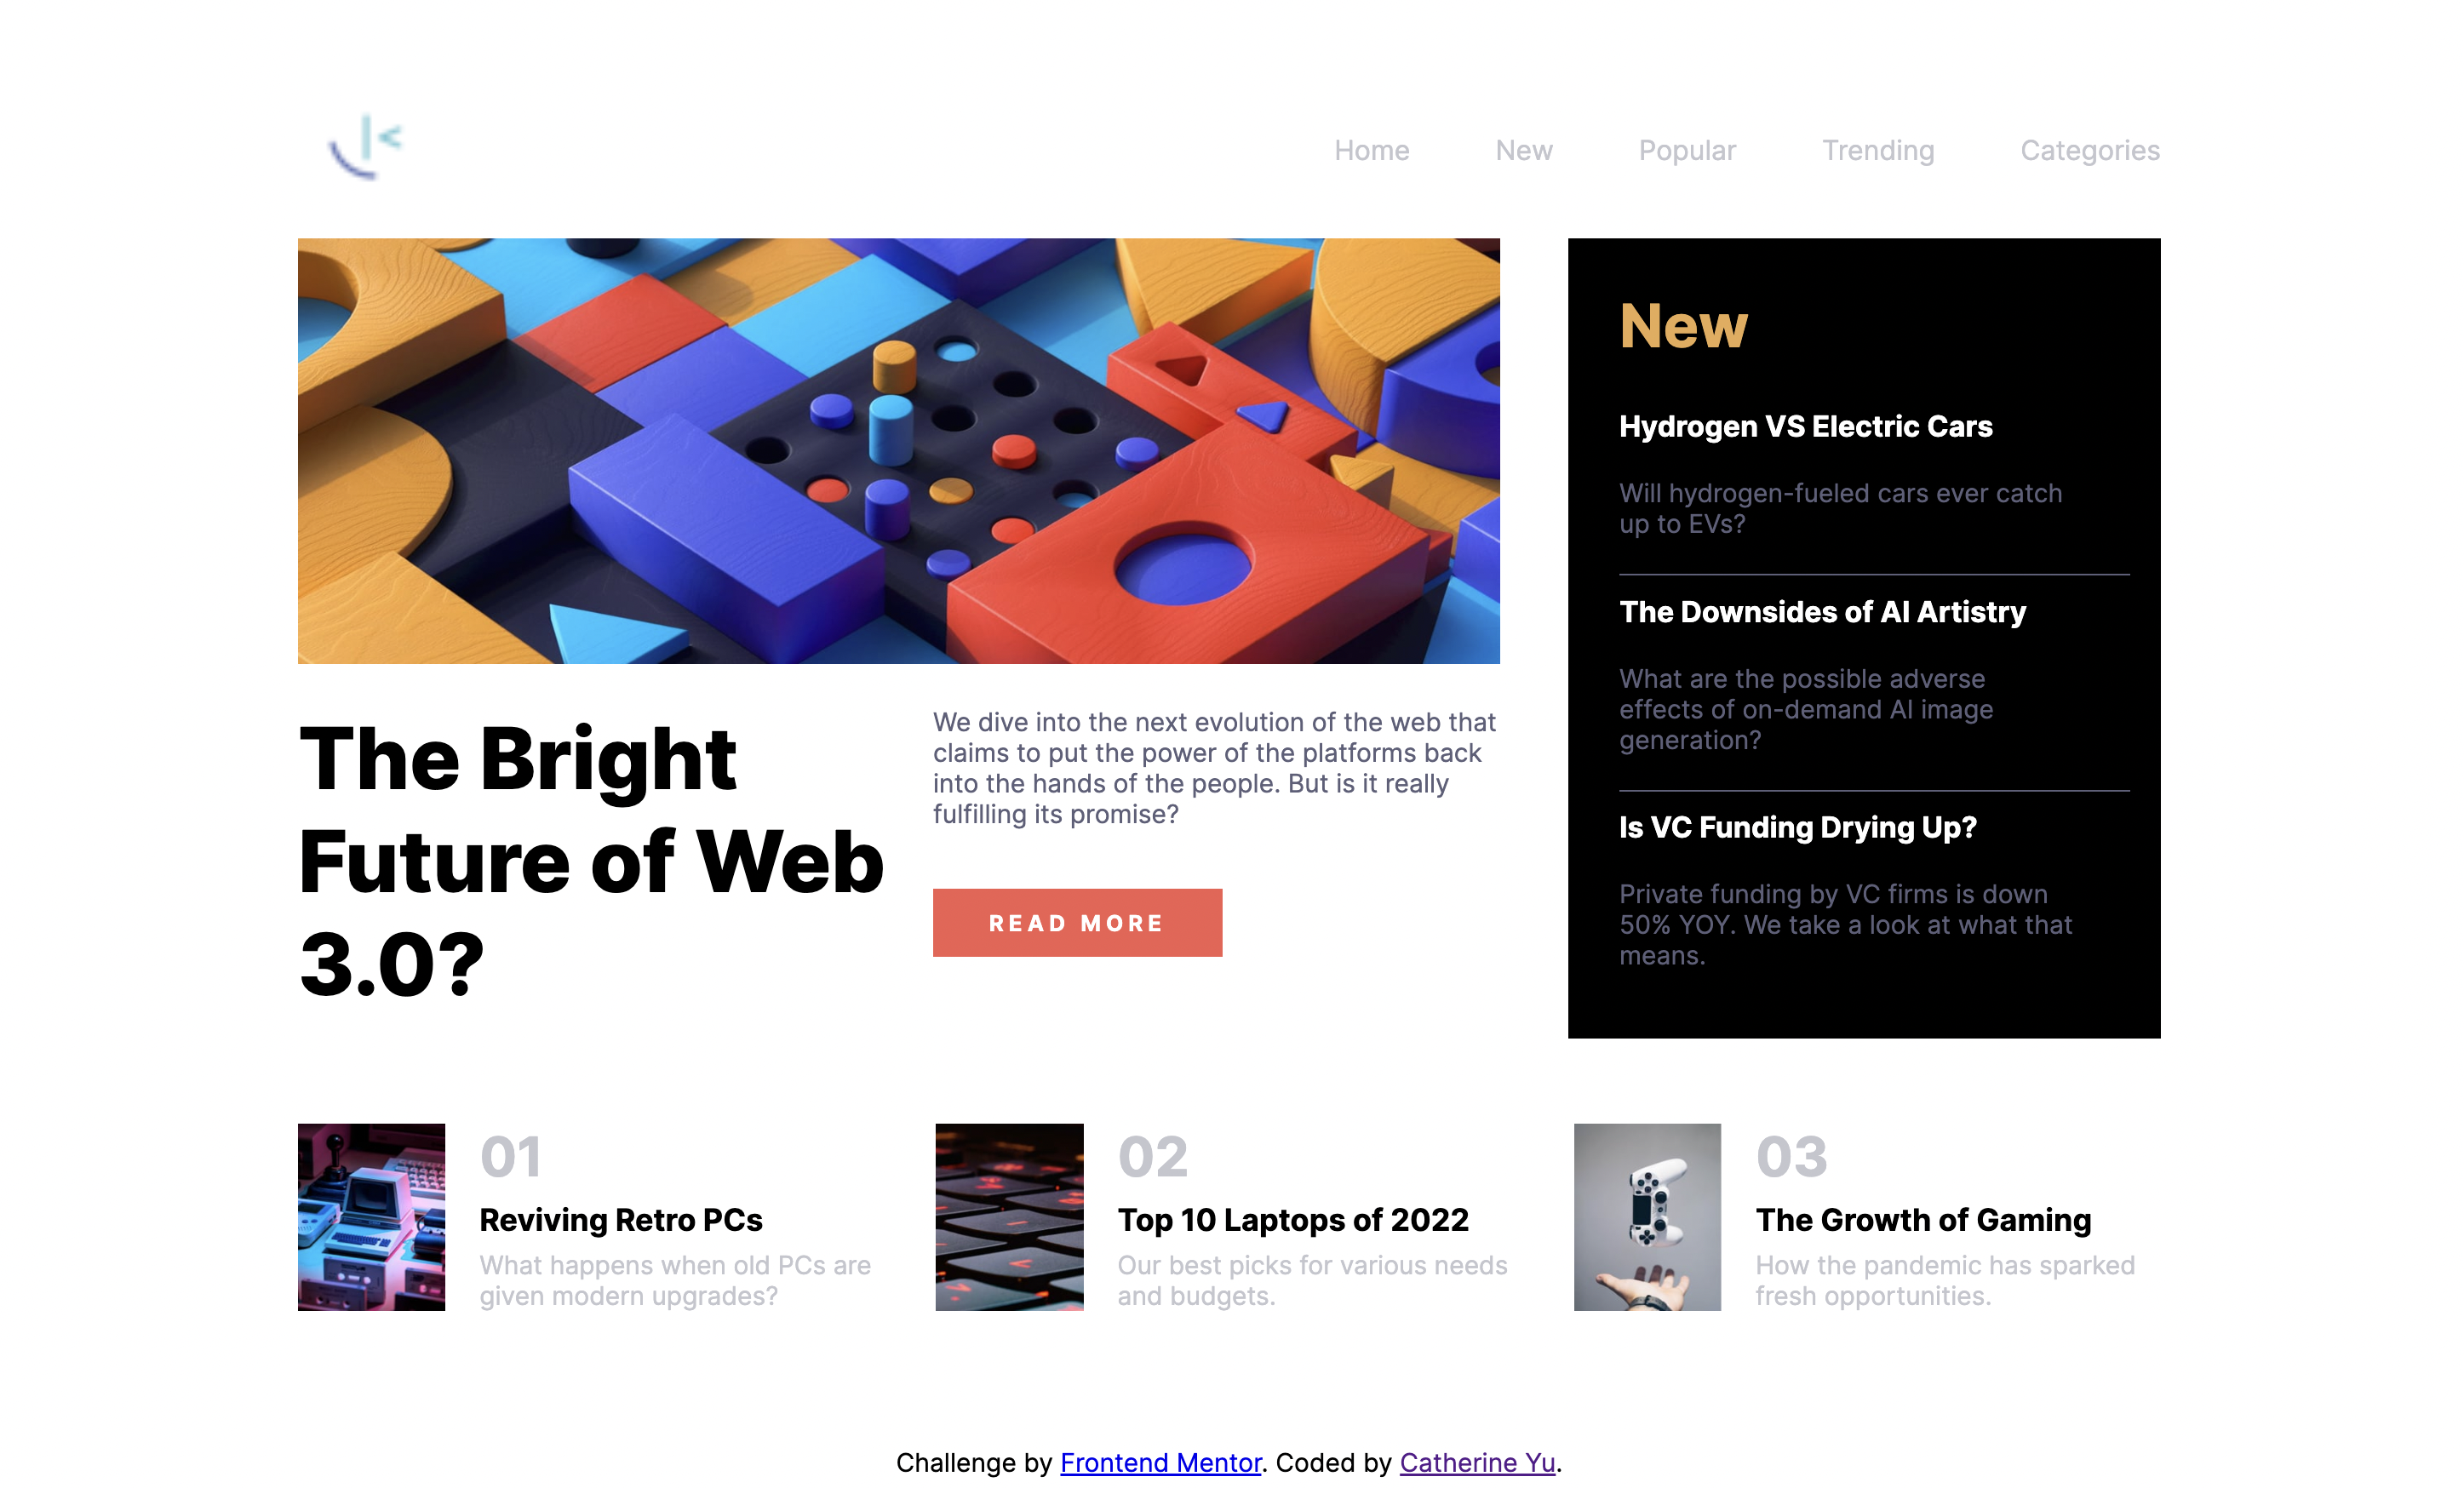 Home New Popular Trending Categories
New
Hydrogen VS Electric Cars
Will hydrogen-fueled cars ever catch
up to EVs?
The Downsides of AI Artistry
What are the possible adverse
effects of on-demand AI image
generation?
Is VC Funding Drying Up?
Private funding by VC firms is down
50% YOY. We take a look at what that
means.
The Bright
Future of Web
3.0?
We dive into the next evolution of the web that
claims to put the power of the platforms back
into the hands of the people. But is it really
fulfilling its promise?
READ MORE
01
Reviving Retro PCs
What happens when old PCs are
given modern upgrades?
02
Top 10 Laptops of 2022
Our best picks for various needs
and budgets.
03
The Growth of Gaming
How the pandemic has sparked
fresh opportunities.
Challenge by Frontend Mentor. Coded by Catherine Yu.